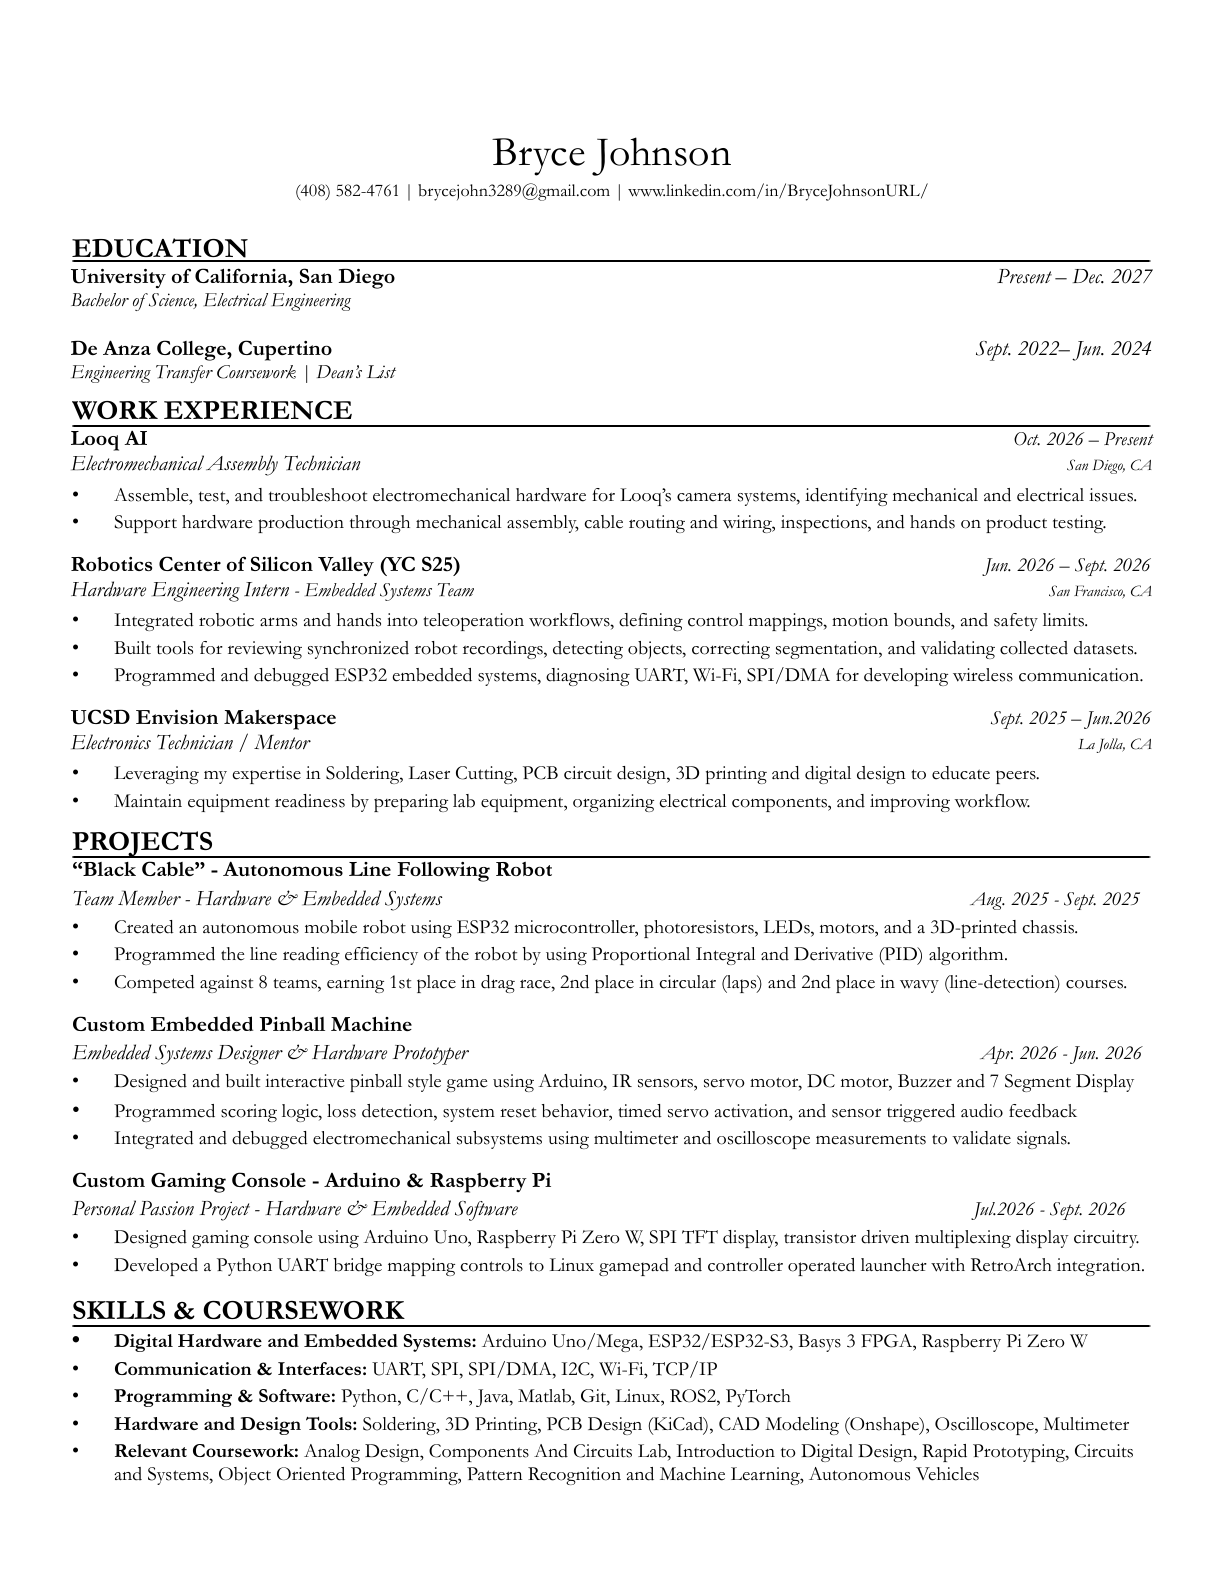 Bryce Johnson
(408) 582-4761 | brycejohn3289@gmail.com | www.linkedin.com/in/BryceJohnsonURL/
EDUCATION
University of California, San Diego Present – Dec. 2027
Bachelor of Science, Electrical Engineering
De Anza College, Cupertino Sept. 2022– Jun. 2024
Engineering Transfer Coursework | Dean's List
WORK EXPERIENCE
Looq AI Oct. 2026 – Present
Electromechanical Assembly Technician San Diego, CA
• Assemble, test, and troubleshoot electromechanical hardware for Looq's camera systems, identifying mechanical and electrical issues.
• Support hardware production through mechanical assembly, cable routing and wiring, inspections, and hands on product testing.
Robotics Center of Silicon Valley (YC S25) Jun. 2026 – Sept. 2026
Hardware Engineering Intern - Embedded Systems Team San Francisco, CA
• Integrated robotic arms and hands into teleoperation workflows, defining control mappings, motion bounds, and safety limits.
• Built tools for reviewing synchronized robot recordings, detecting objects, correcting segmentation, and validating collected datasets.
• Programmed and debugged ESP32 embedded systems, diagnosing UART, Wi-Fi, SPI/DMA for developing wireless communication.
UCSD Envision Makerspace Sept. 2025 – Jun.2026
Electronics Technician / Mentor La Jolla, CA
• Leveraging my expertise in Soldering, Laser Cutting, PCB circuit design, 3D printing and digital design to educate peers.
• Maintain equipment readiness by preparing lab equipment, organizing electrical components, and improving workflow.
PROJECTS
“Black Cable” - Autonomous Line Following Robot
Team Member - Hardware & Embedded Systems Aug. 2025 - Sept. 2025
• Created an autonomous mobile robot using ESP32 microcontroller, photoresistors, LEDs, motors, and a 3D-printed chassis.
• Programmed the line reading efficiency of the robot by using Proportional Integral and Derivative (PID) algorithm.
• Competed against 8 teams, earning 1st place in drag race, 2nd place in circular (laps) and 2nd place in wavy (line-detection) courses.
Custom Embedded Pinball Machine
Embedded Systems Designer & Hardware Prototyper Apr. 2026 - Jun. 2026
• Designed and built interactive pinball style game using Arduino, IR sensors, servo motor, DC motor, Buzzer and 7 Segment Display
• Programmed scoring logic, loss detection, system reset behavior, timed servo activation, and sensor triggered audio feedback
• Integrated and debugged electromechanical subsystems using multimeter and oscilloscope measurements to validate signals.
Custom Gaming Console - Arduino & Raspberry Pi
Personal Passion Project - Hardware & Embedded Software Jul.2026 - Sept. 2026
• Designed gaming console using Arduino Uno, Raspberry Pi Zero W, SPI TFT display, transistor driven multiplexing display circuitry.
• Developed a Python UART bridge mapping controls to Linux gamepad and controller operated launcher with RetroArch integration.
SKILLS & COURSEWORK
• Digital Hardware and Embedded Systems: Arduino Uno/Mega, ESP32/ESP32-S3, Basys 3 FPGA, Raspberry Pi Zero W
• Communication & Interfaces: UART, SPI, SPI/DMA, I2C, Wi-Fi, TCP/IP
• Programming & Software: Python, C/C++, Java, Matlab, Git, Linux, ROS2, PyTorch
• Hardware and Design Tools: Soldering, 3D Printing, PCB Design (KiCad), CAD Modeling (Onshape), Oscilloscope, Multimeter
• Relevant Coursework: Analog Design, Components And Circuits Lab, Introduction to Digital Design, Rapid Prototyping, Circuits
and Systems, Object Oriented Programming, Pattern Recognition and Machine Learning, Autonomous Vehicles